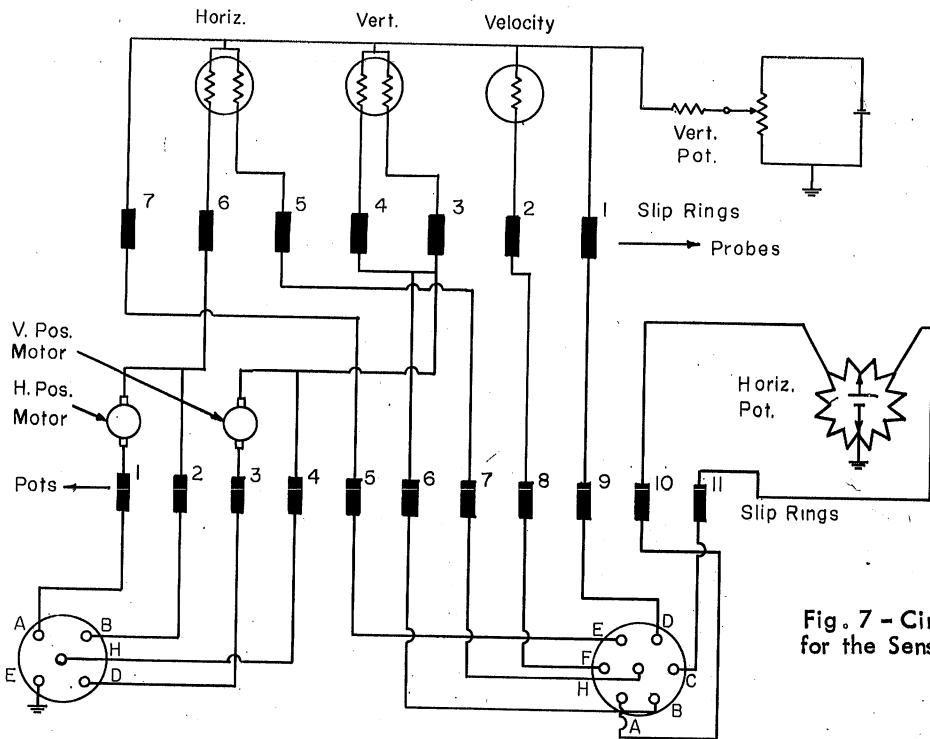 Horiz.
Vert.
Velocity
Vert.
Pot.
7
6
5
4
3
2
1
Slip Rings
Probes
V. Pos.
Motor
H. Pos.
Motor
Horiz.
Pot.
Pots
1
2
3
4
5
6
7
8
9
10
11
Slip Rings
A
B
H
E
D
E
D
F
C
H
B
A
Fig. 7 – Cir
for the Sens